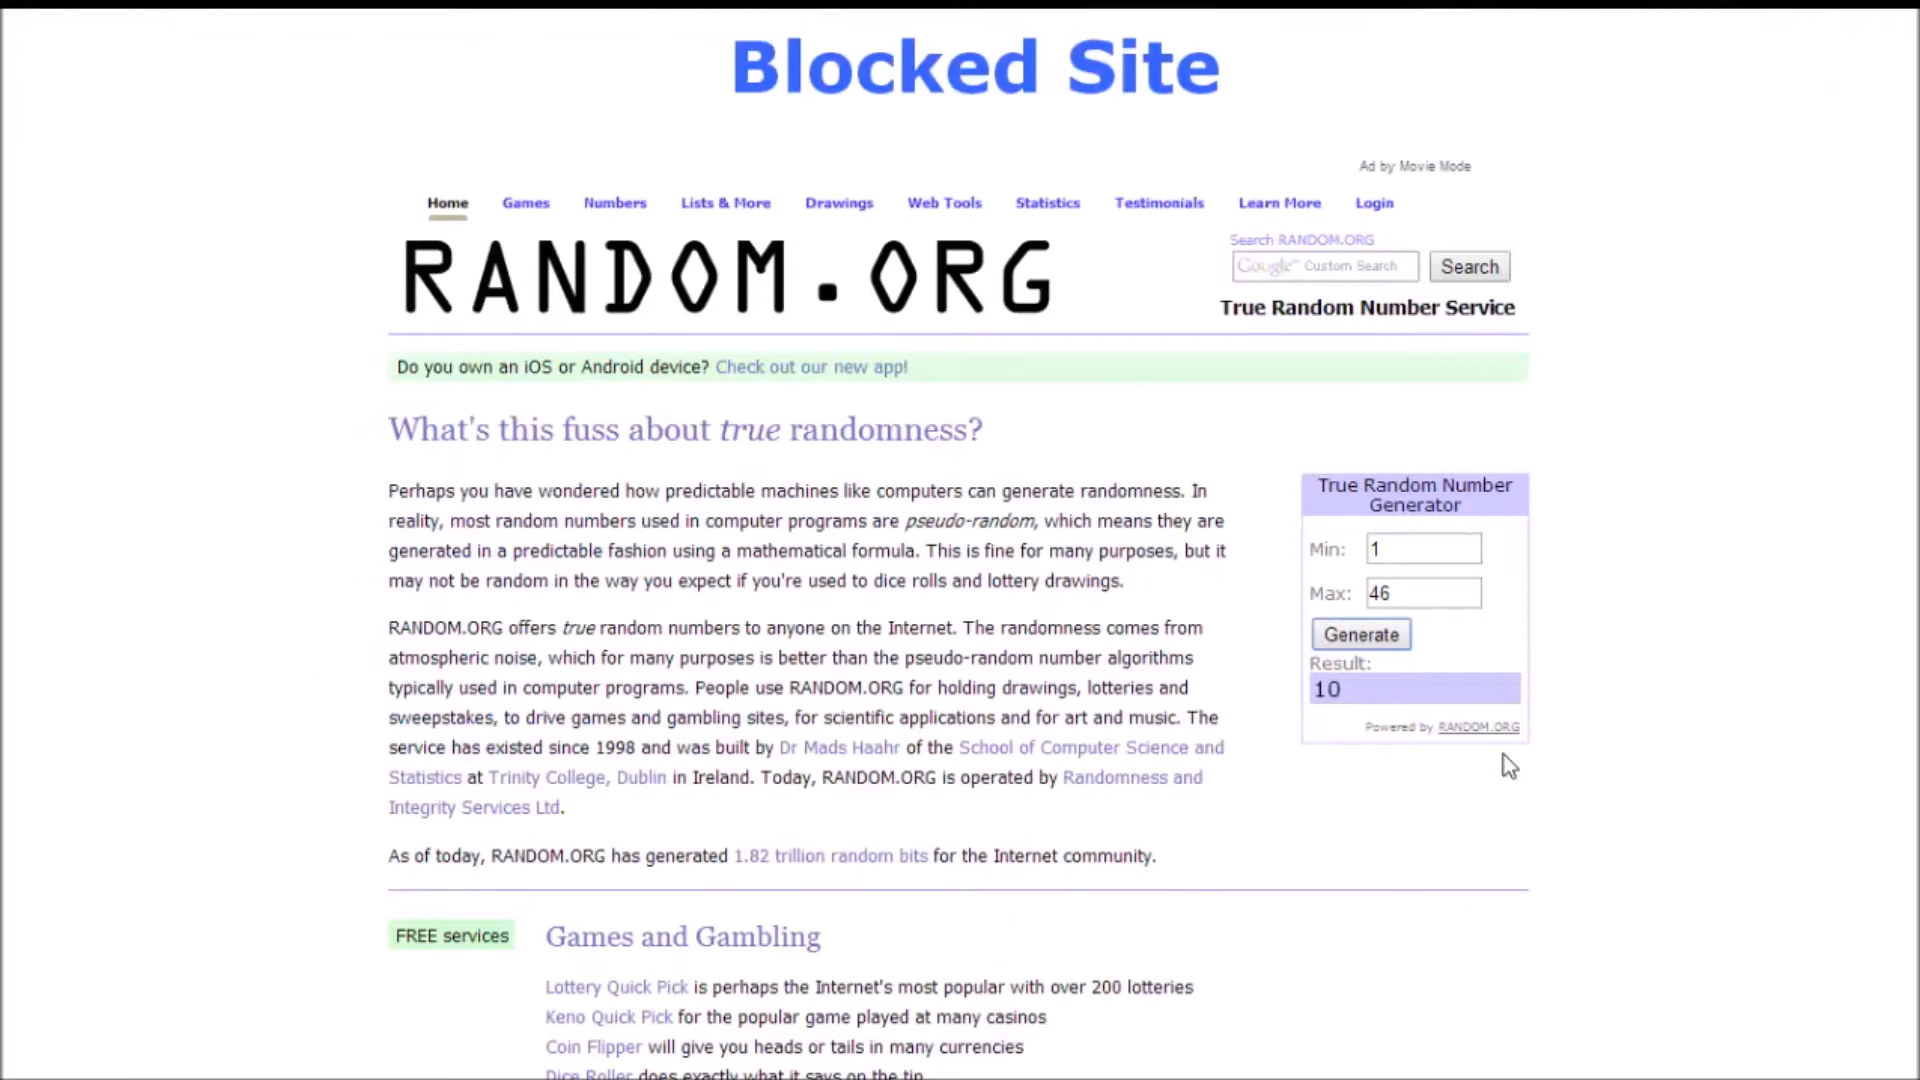 Blocked Site
Ad by Movie Mode
Home Games Numbers Lists & More Drawings Web Tools Statistics Testimonials Learn More Login
RANDOM.ORG
Search RANDOM.ORG
Google™ Custom Search Search
True Random Number Service
Do you own an iOS or Android device? Check out our new app!
What's this fuss about true randomness?
Perhaps you have wondered how predictable machines like computers can generate randomness. In
reality, most random numbers used in computer programs are pseudo-random, which means they are
generated in a predictable fashion using a mathematical formula. This is fine for many purposes, but it
may not be random in the way you expect if you're used to dice rolls and lottery drawings.
RANDOM.ORG offers true random numbers to anyone on the Internet. The randomness comes from
atmospheric noise, which for many purposes is better than the pseudo-random number algorithms
typically used in computer programs. People use RANDOM.ORG for holding drawings, lotteries and
sweepstakes, to drive games and gambling sites, for scientific applications and for art and music. The
service has existed since 1998 and was built by Dr Mads Haahr of the School of Computer Science and
Statistics at Trinity College, Dublin in Ireland. Today, RANDOM.ORG is operated by Randomness and
Integrity Services Ltd.
As of today, RANDOM.ORG has generated 1.82 trillion random bits for the Internet community.
True Random Number
Generator
Min: 1
Max: 46
Generate
Result:
10
Powered by RANDOM.ORG
FREE services
Games and Gambling
Lottery Quick Pick is perhaps the Internet's most popular with over 200 lotteries
Keno Quick Pick for the popular game played at many casinos
Coin Flipper will give you heads or tails in many currencies
Dice Roller does exactly what it says on the tin